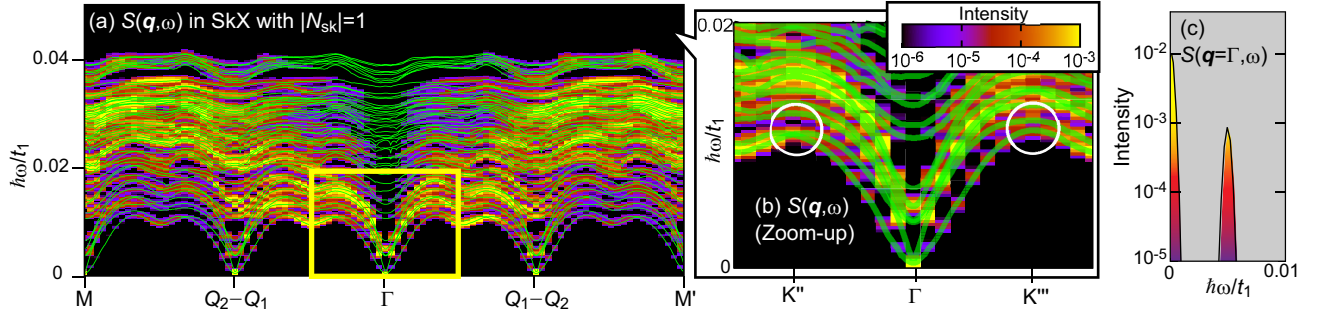 (a) S(q,ω) in SkX with |Nsk|=1
ħω/t1
0.04
0.02
0
M
Q2−Q1
Γ
Q1−Q2
M'
0.02
ħω/t1
0
Intensity
10-6
10-5
10-4
10-3
(b) S(q,ω)
(Zoom-up)
K''
Γ
K'''
(c)
S(q=Γ,ω)
Intensity
10-2
10-3
10-4
10-5
0
0.01
ħω/t1